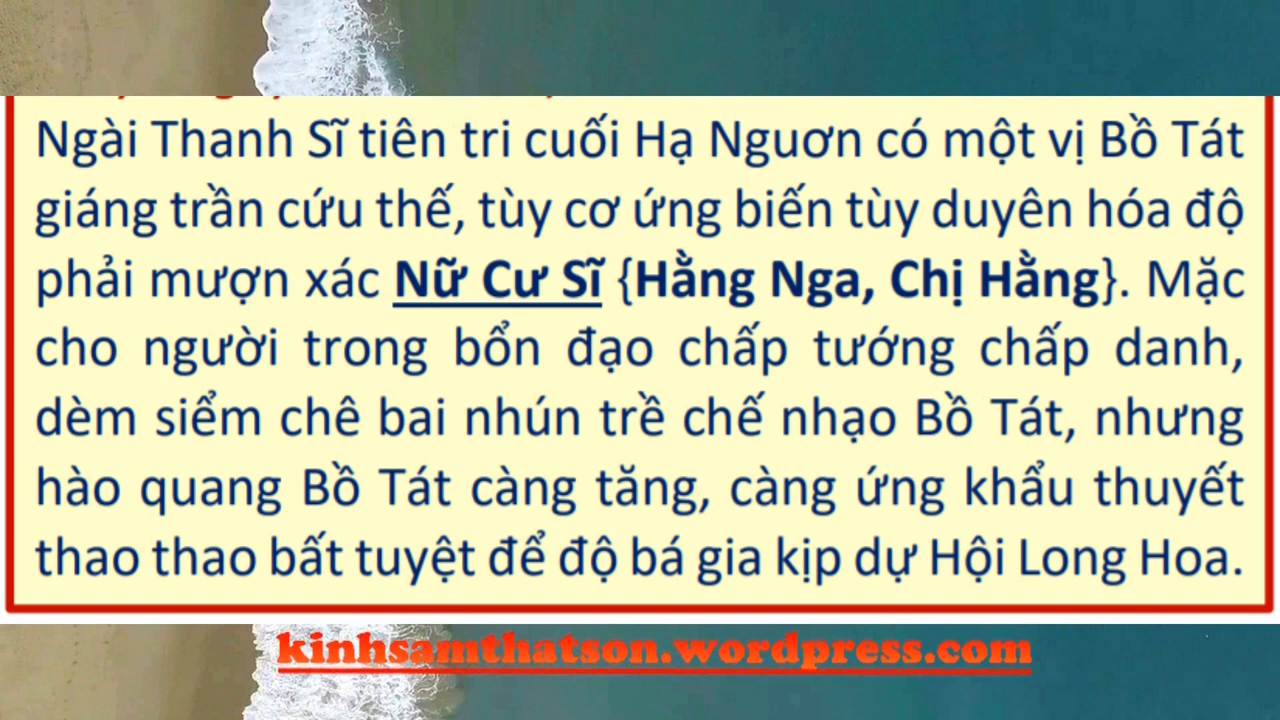 Ngài Thanh Sĩ tiên tri cuối Hạ Nguơn có một vị Bồ Tát
giáng trần cứu thế, tùy cơ ứng biến tùy duyên hóa độ
phải mượn xác Nữ Cư Sĩ {Hằng Nga, Chị Hằng}. Mặc
cho người trong bổn đạo chấp tướng chấp danh,
dèm siểm chê bai nhún trề chế nhạo Bồ Tát, nhưng
hào quang Bồ Tát càng tăng, càng ứng khẩu thuyết
thao thao bất tuyệt để độ bá gia kịp dự Hội Long Hoa.
kinhsamthatson.wordpress.com